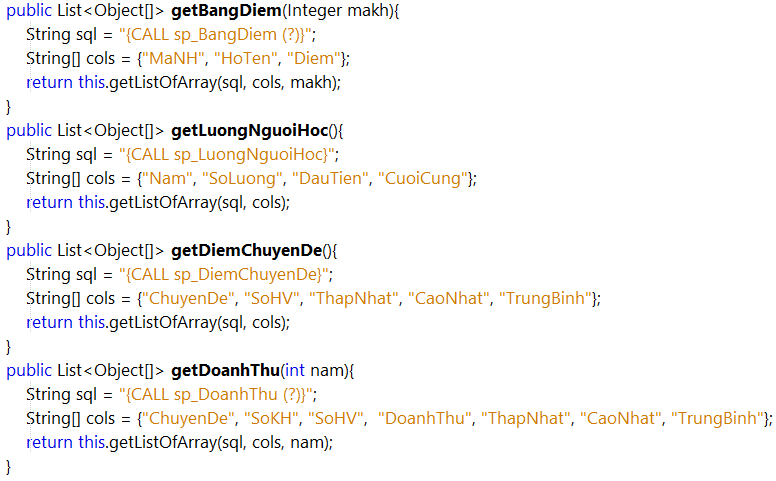 public List<Object[]> getBangDiem(Integer makh){
String sql = "{CALL sp_BangDiem (?)}";
String[] cols = {"MaNH", "HoTen", "Diem"};
return this.getListOfArray(sql, cols, makh);
}
public List<Object[]> getLuongNguoiHoc(){
String sql = "{CALL sp_LuongNguoiHoc}";
String[] cols = {"Nam", "SoLuong", "DauTien", "CuoiCung"};
return this.getListOfArray(sql, cols);
}
public List<Object[]> getDiemChuyenDe(){
String sql = "{CALL sp_DiemChuyenDe}";
String[] cols = {"ChuyenDe", "SoHV", "ThapNhat", "CaoNhat", "TrungBinh"};
return this.getListOfArray(sql, cols);
}
public List<Object[]> getDoanhThu(int nam){
String sql = "{CALL sp_DoanhThu (?)}";
String[] cols = {"ChuyenDe", "SoKH", "SoHV", "DoanhThu", "ThapNhat", "CaoNhat", "TrungBinh"};
return this.getListOfArray(sql, cols, nam);
}